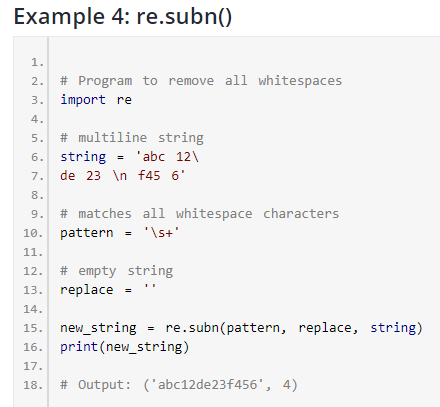 Example 4: re.subn()
1.
2. # Program to remove all whitespaces
3. import re
4.
5. # multiline string
6. string = 'abc 12\
7. de 23 \n f45 6'
8.
9. # matches all whitespace characters
10. pattern = '\s+'
11.
12. # empty string
13. replace = ''
14.
15. new_string = re.subn(pattern, replace, string)
16. print(new_string)
17.
18. # Output: ('abc12de23f456', 4)